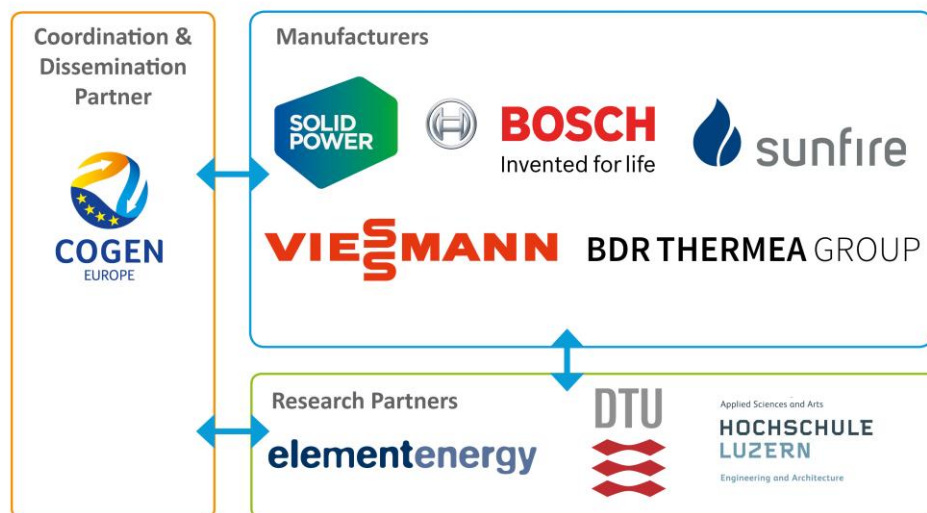 Coordination &
Dissemination
Partner
COGEN
EUROPE
Manufacturers
SOLID
POWER
BOSCH
Invented for life
sunfire
VIESSMANN
BDR THERMEA GROUP
Research Partners
elementenergy
DTU
Applied Sciences and Arts
HOCHSCHULE
LUZERN
Engineering and Architecture